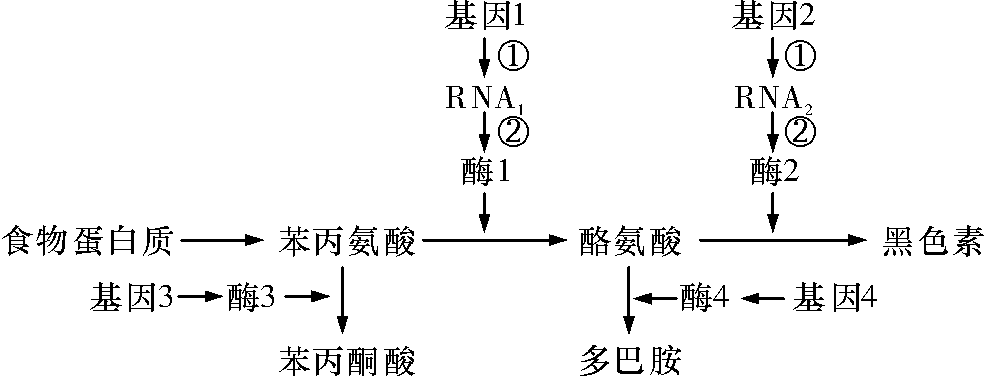 基因1 基因2
① ①
RNA₁ RNA₂
② ②
酶1 酶2
食物蛋白质 苯丙氨酸 酪氨酸 黑色素
基因3 酶3 酶4 基因4
苯丙酮酸 多巴胺